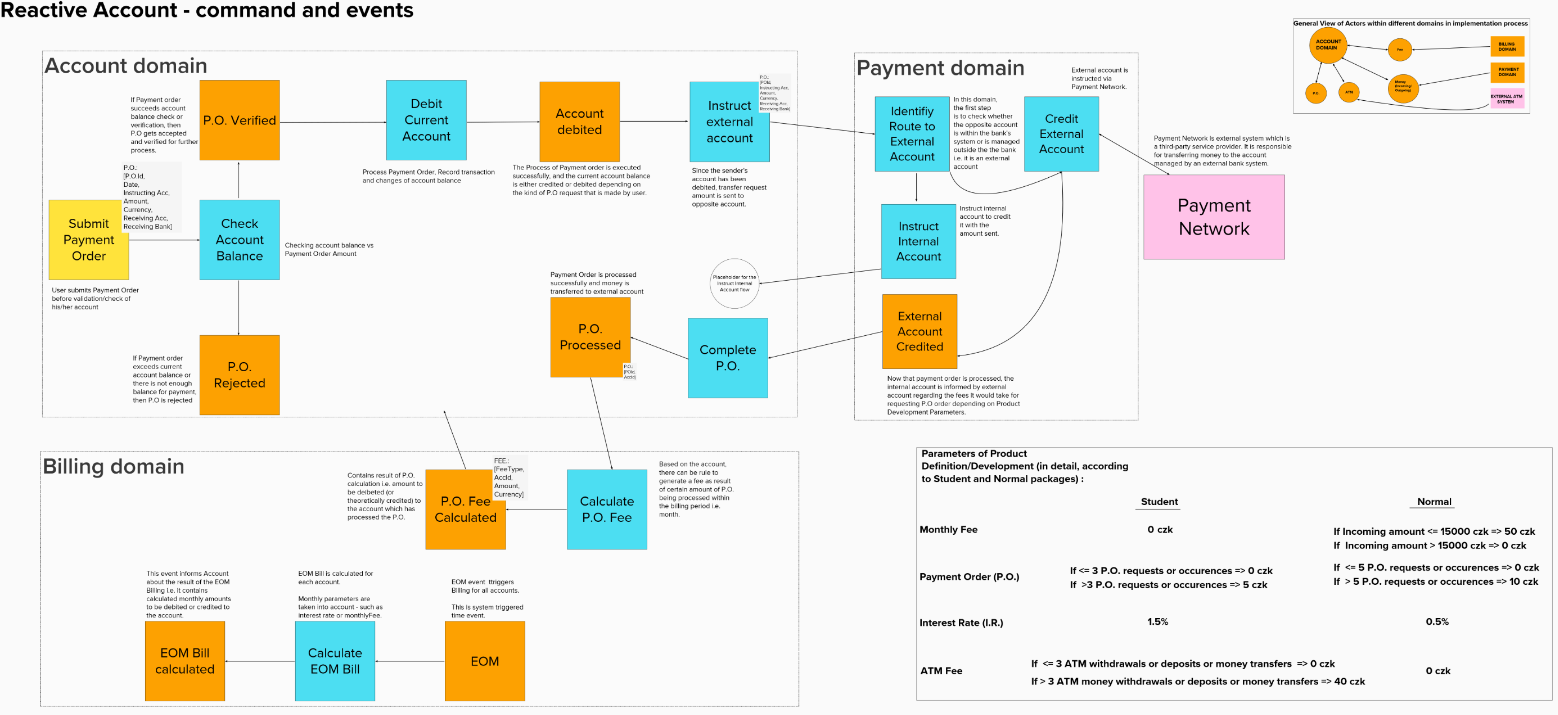 Reactive Account - command and events
General View of Actors within different domains in implementation process
ACCOUNT
DOMAIN
Fee
BILLING
DOMAIN
PAYMENT
DOMAIN
Money
(Incoming/
Outgoing)
P.O.
ATM
EXTERNAL ATM
SYSTEM
Account domain
If Payment order
succeeds account
balance check or
verification, then
P.O gets accepted
and verified for further
process.
P.O. Verified
Debit
Current
Account
Process Payment Order, Record transaction
and changes of account balance
Account
debited
The Process of Payment order is executed
successfully, and the current account balance
is either credited or debited depending on
the kind of P.O request that is made by user.
Instruct
external
account
P.O.:
[POId,
Instructing Acc,
Amount,
Currency,
Receiving Acc,
Receiving Bank]
Since the sender's
account has been
debited, transfer request
amount is sent to
opposite account.
P.O.:
[P.O.Id,
Date,
Instructing Acc,
Amount,
Currency,
Receiving Acc,
Receiving Bank]
Submit
Payment
Order
User submits Payment Order
before validation/check of
his/her account
Check
Account
Balance
Checking account balance vs
Payment Order Amount
If Payment order
exceeds current
account balance or
there is not enough
balance for payment,
then P.O is rejected
P.O.
Rejected
Payment Order is processed
successfully and money is
transferred to external account
P.O.
Processed
P.O.:
[POId,
AccId]
Placeholder for the
Instruct Internal
Account flow
Complete
P.O.
Payment domain
External account is
instructed via
Payment Network.
Identifiy
Route to
External
Account
In this domain,
the first step
is to check whether
the opposite account
is within the bank's
system or is managed
outside the the bank
i.e. it is an external
account
Credit
External
Account
Instruct
Internal
Account
Instruct internal
account to credit
it with the
amount sent.
External
Account
Credited
Now that payment order is processed, the
internal account is informed by external
account regarding the fees it would take for
requesting P.O order depending on Product
Development Parameters.
Payment Network is external system which is
a third-party service provider. It is responsible
for transferring money to the account
managed by an external bank system.
Payment
Network
Billing domain
Contains result of P.O.
calculation i.e. amount to
be deibeted (or
theoretically credited) to
the account which has
processed the P.O.
P.O. Fee
Calculated
FEE.:
[FeeType,
AccId,
Amount,
Currency]
Calculate
P.O. Fee
Based on the account,
there can be rule to
generate a fee as result
of certain amount of P.O.
being processed within
the billing period i.e.
month.
This event informs Account
about the result of the EOM
Billing i.e. it contains
calculated monthly amounts
to be debited or credited to
the account.
EOM Bill
calculated
EOM Bill is calculated for
each account.
Monthly parameters are
taken into account - such as
interest rate or monthlyFee.
Calculate
EOM Bill
EOM event ttriggers
Billing for all accounts.
This is system triggered
time event.
EOM
Parameters of Product
Definition/Development (in detail, according
to Student and Normal packages) :
Student
Normal
Monthly Fee
0 czk
If Incoming amount <= 15000 czk => 50 czk
If Incoming amount > 15000 czk => 0 czk
Payment Order (P.O.)
If <= 3 P.O. requests or occurences => 0 czk
If >3 P.O. requests or occurences => 5 czk
If <= 5 P.O. requests or occurences => 0 czk
If > 5 P.O. requests or occurences => 10 czk
Interest Rate (I.R.)
1.5%
0.5%
ATM Fee
If <= 3 ATM withdrawals or deposits or money transfers => 0 czk
If > 3 ATM money withdrawals or deposits or money transfers => 40 czk
0 czk